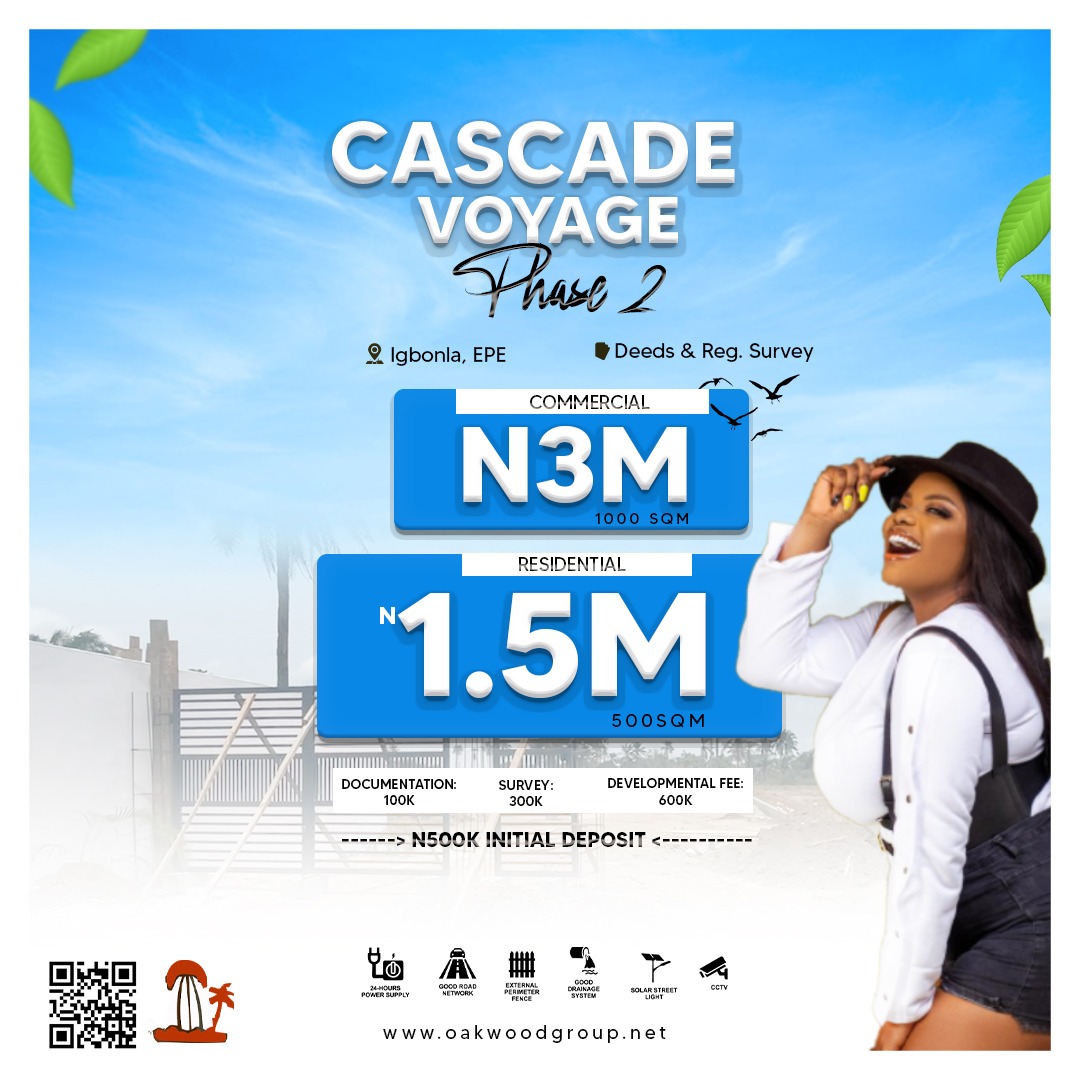 CASCADE
VOYAGE
Phase 2
Igbonla, EPE
Deeds & Reg. Survey
COMMERCIAL
N3M
1000 SQM
RESIDENTIAL
N1.5M
500SQM
DOCUMENTATION:
100K
SURVEY:
300K
DEVELOPMENTAL FEE:
600K
------> N500K INITIAL DEPOSIT <----------
24-HOURS
POWER SUPPLY
GOOD ROAD
NETWORK
EXTERNAL
PERIMETER
FENCE
GOOD
DRAINAGE
SYSTEM
SOLAR STREET
LIGHT
CCTV
www.oakwoodgroup.net